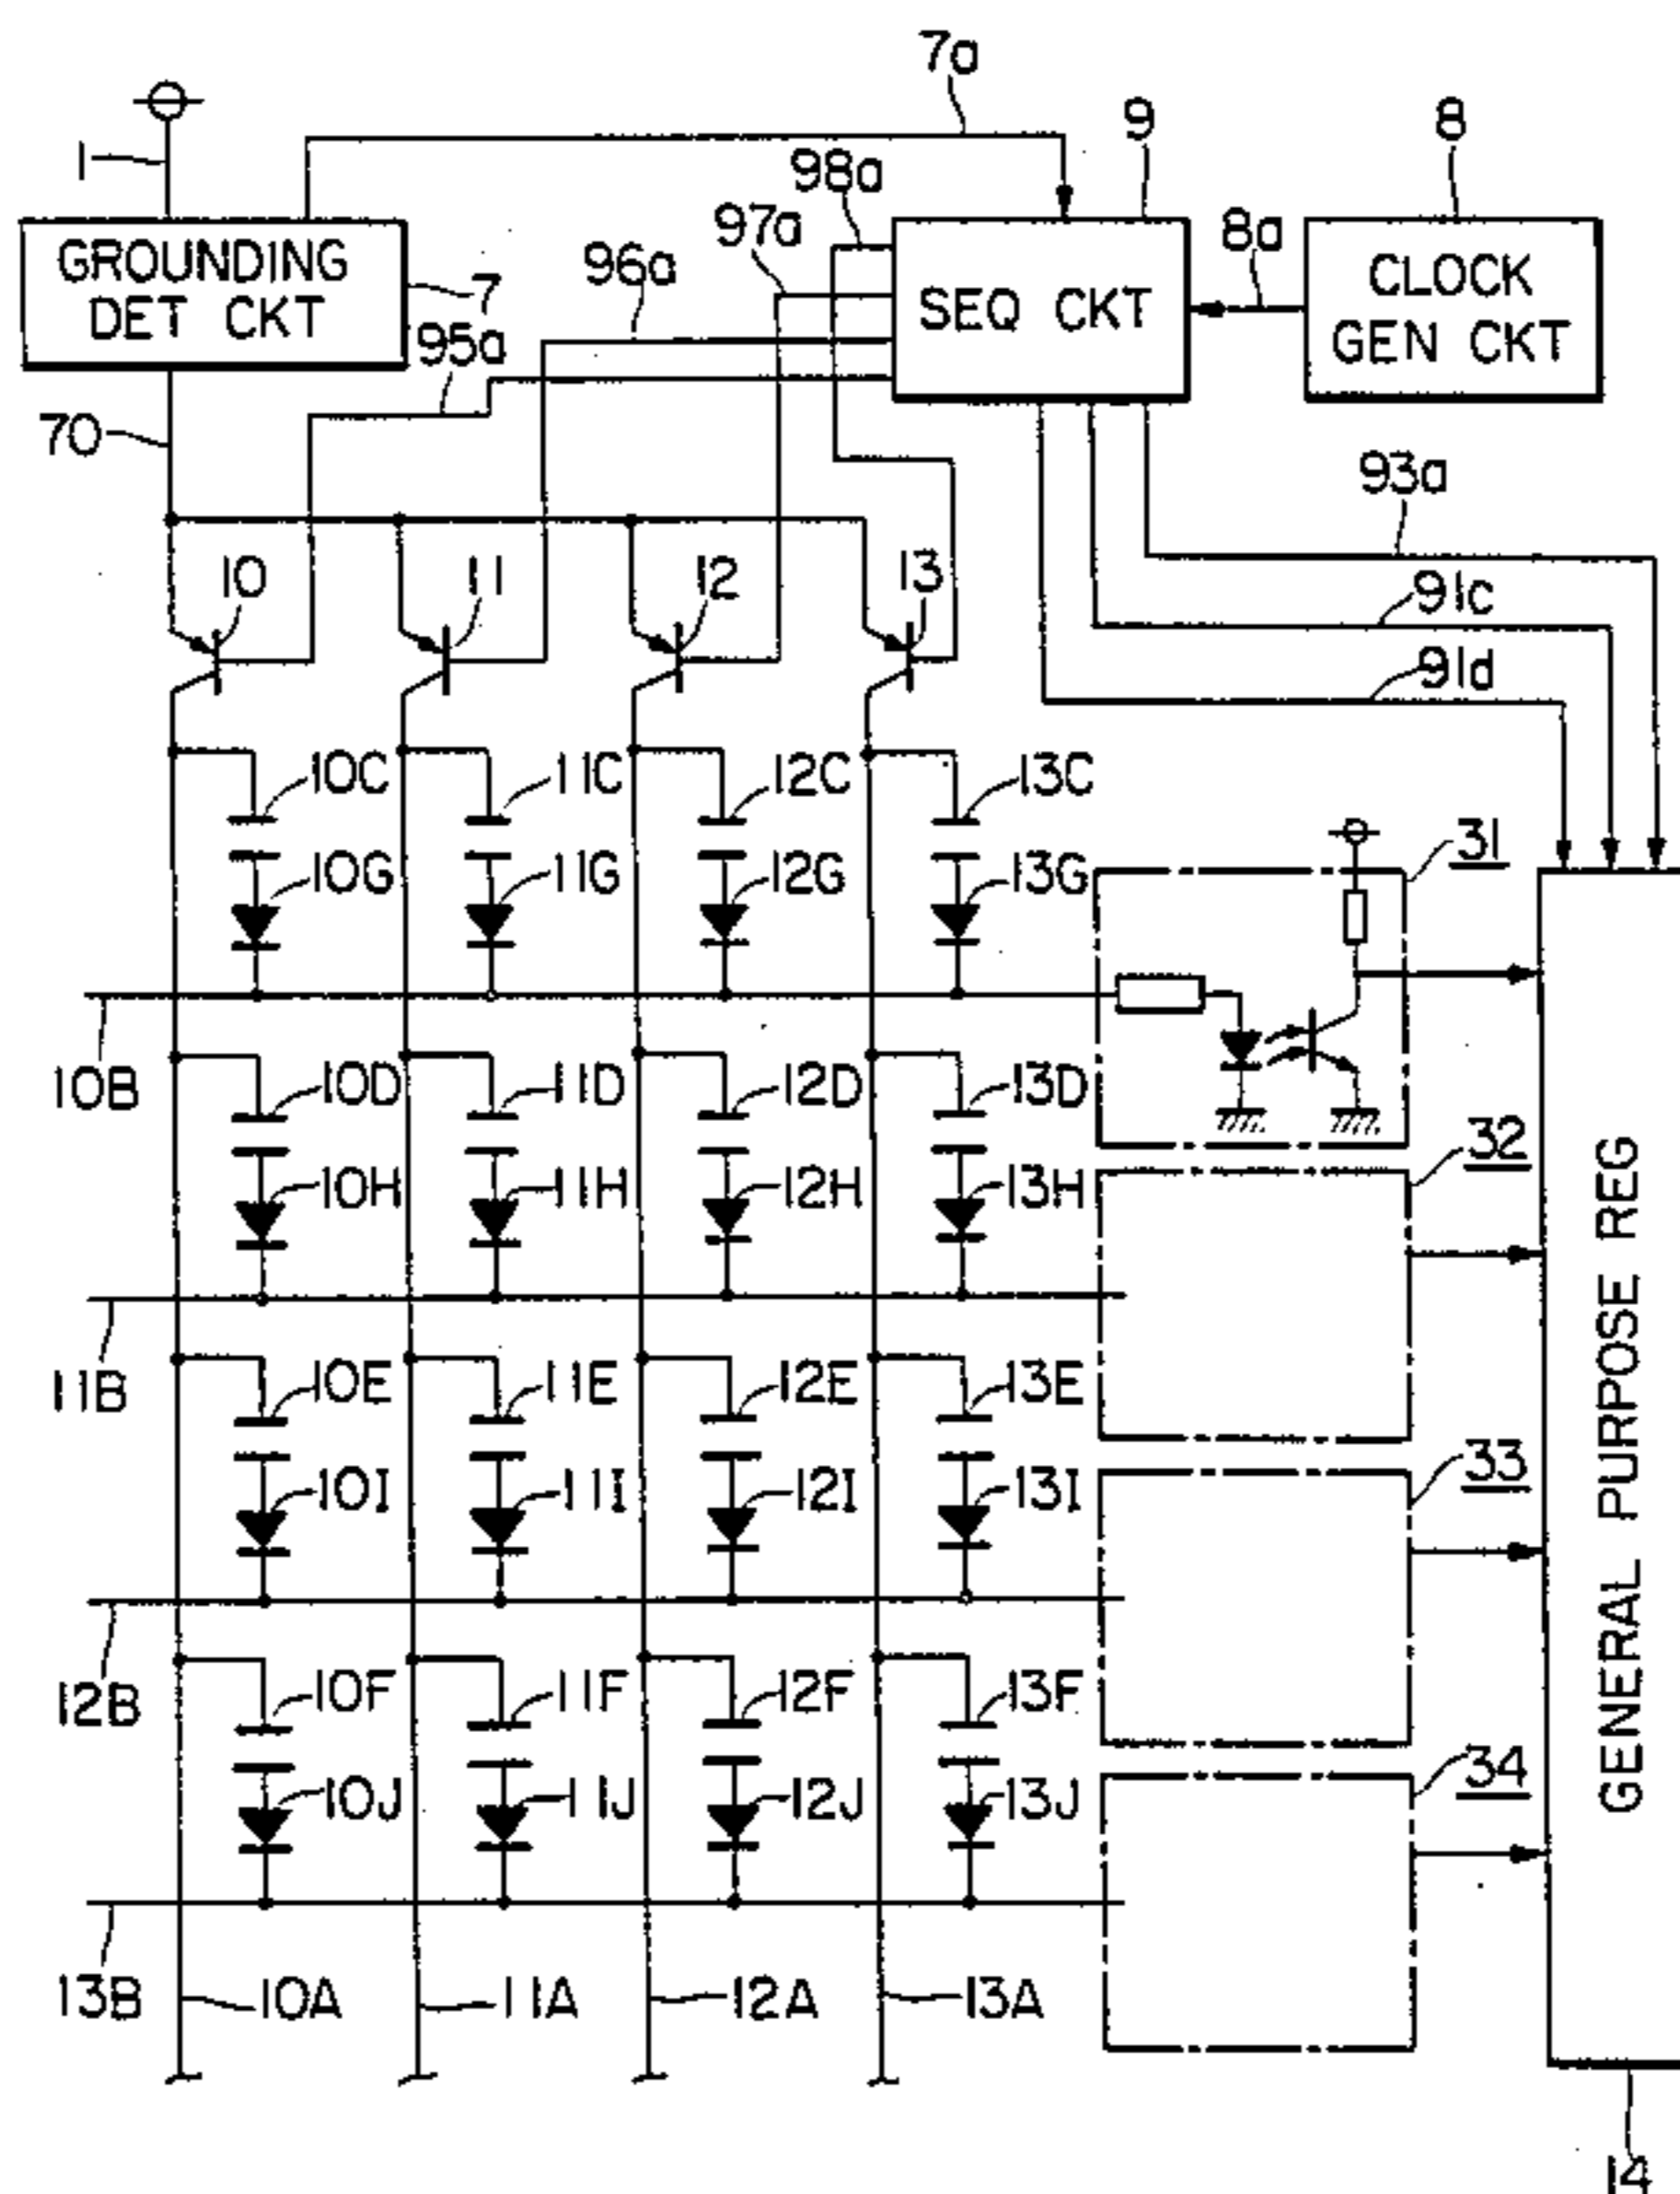 7a
1
98a
9
8
97a
8a
96a
GROUNDING
DET CKT
7
SEQ CKT
CLOCK
GEN CKT
95a
70
93a
10
11
12
13
91c
91d
10C
11C
12C
13C
31
10G
11G
12G
13G
10B
10D
11D
12D
13D
32
10H
11H
12H
13H
11B
10E
11E
12E
13E
33
10I
11I
12I
13I
GENERAL PURPOSE REG
12B
10F
11F
12F
13F
34
10J
11J
12J
13J
13B
10A
11A
12A
13A
14